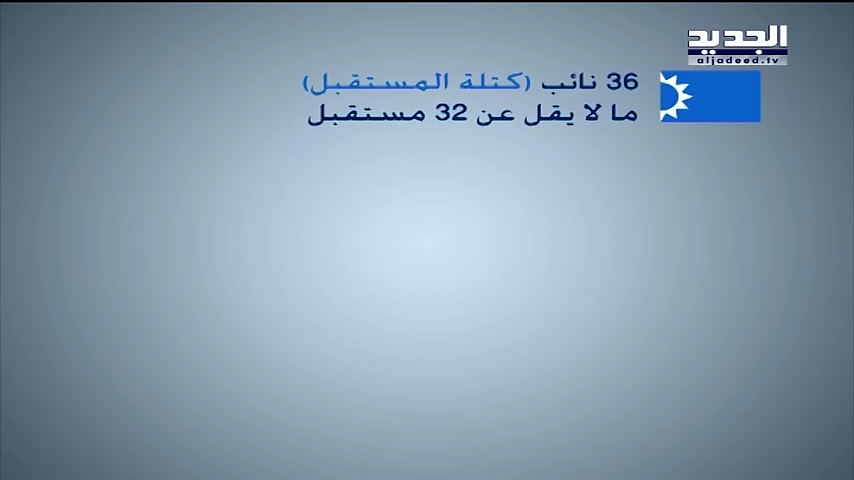 الجديد
aljadeed.tv
36 نائب (كتلة المستقبل)
ما لا يقل عن 32 مستقبل